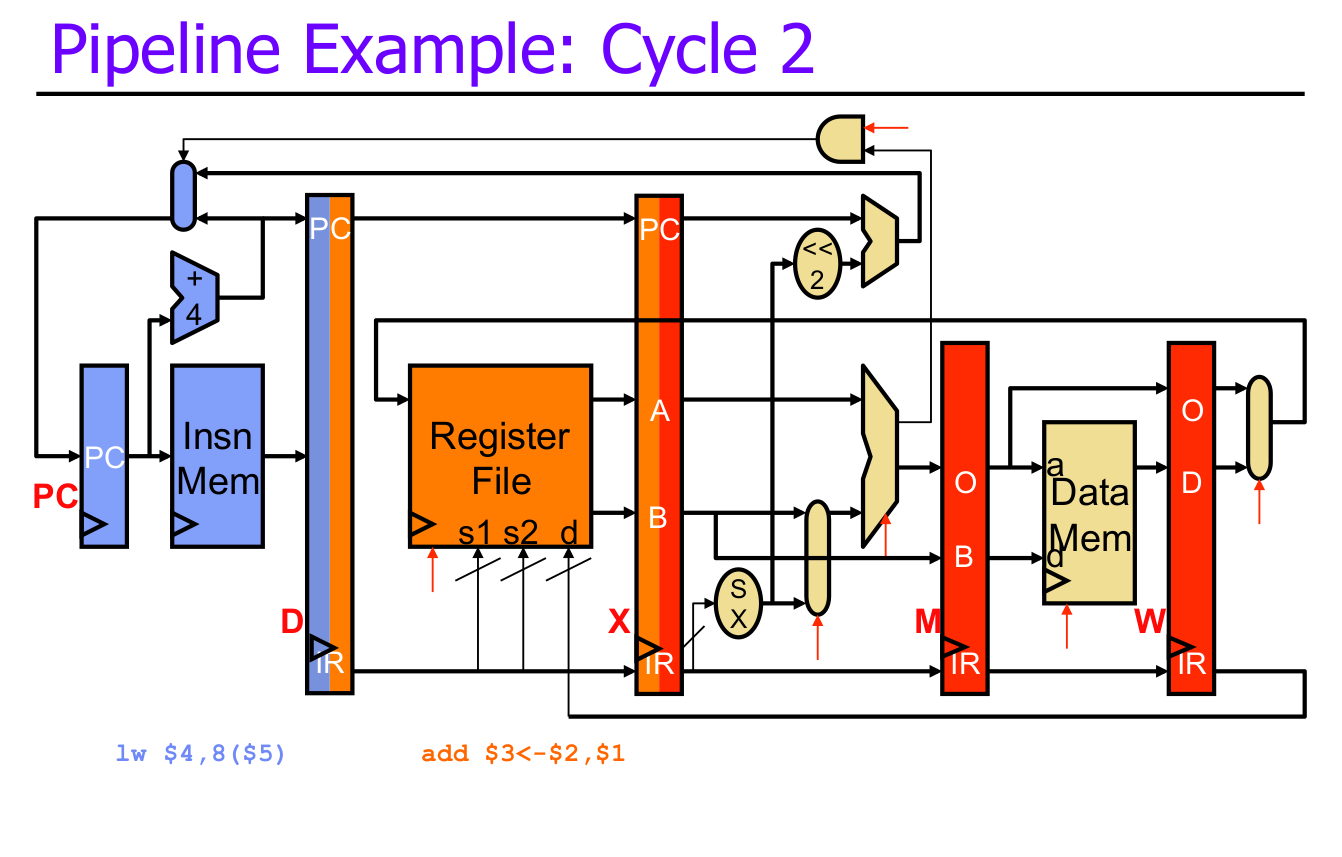 Pipeline Example: Cycle 2
PC
PC
<<
2
+
4
Insn
Mem
PC
PC
Register
File
s1 s2 d
A
B
S
X
O
B
a
Data
Mem
d
O
D
D
X
M
W
IR
IR
IR
IR
lw $4,8($5)
add $3<-$2,$1